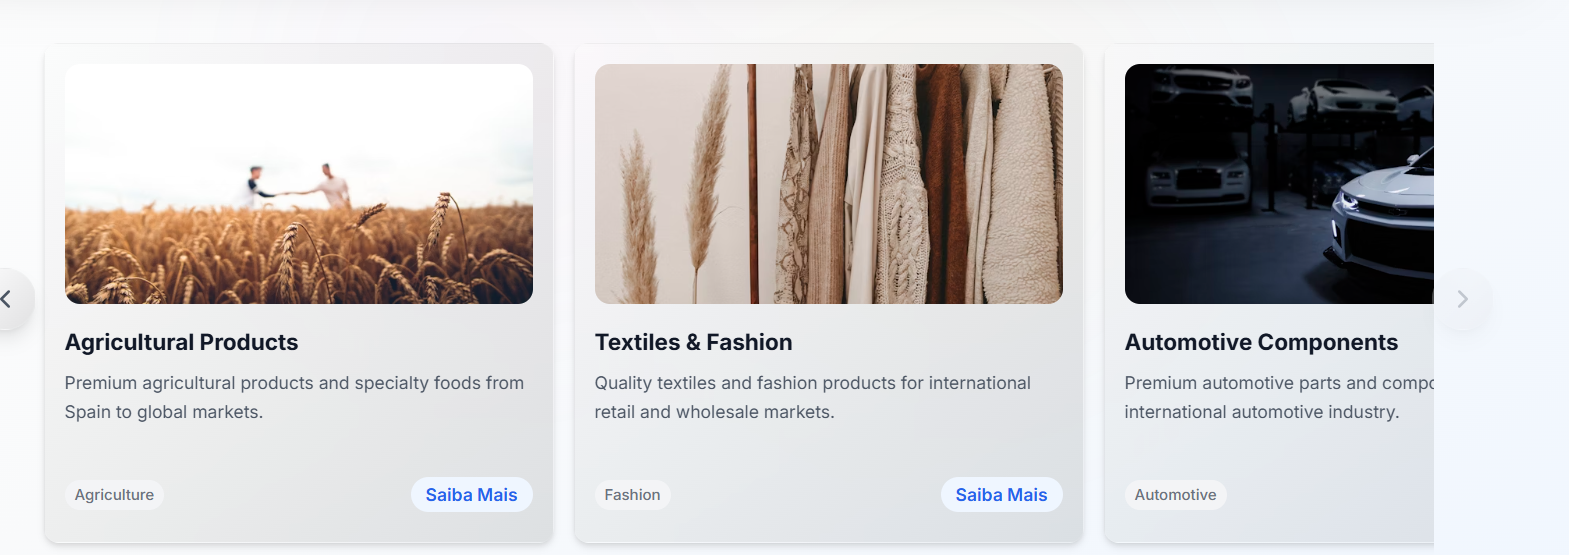 Agricultural Products
Premium agricultural products and specialty foods from
Spain to global markets.
Agriculture
Saiba Mais
Textiles & Fashion
Quality textiles and fashion products for international
retail and wholesale markets.
Fashion
Saiba Mais
Automotive Components
Premium automotive parts and
international automotive industry.
Automotive